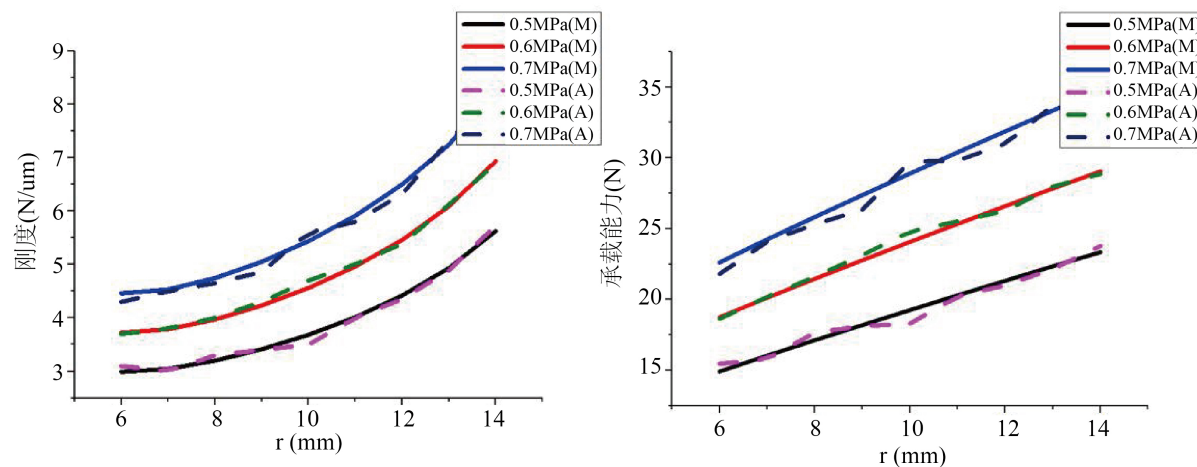 0.5MPa(M)
0.6MPa(M)
0.7MPa(M)
0.5MPa(A)
0.6MPa(A)
0.7MPa(A)
刚度(N/um)
9
8
7
6
5
4
3
6
8
10
12
14
r (mm)
0.5MPa(M)
0.6MPa(M)
0.7MPa(M)
0.5MPa(A)
0.6MPa(A)
0.7MPa(A)
承载能力(N)
35
30
25
20
15
6
8
10
12
14
r (mm)